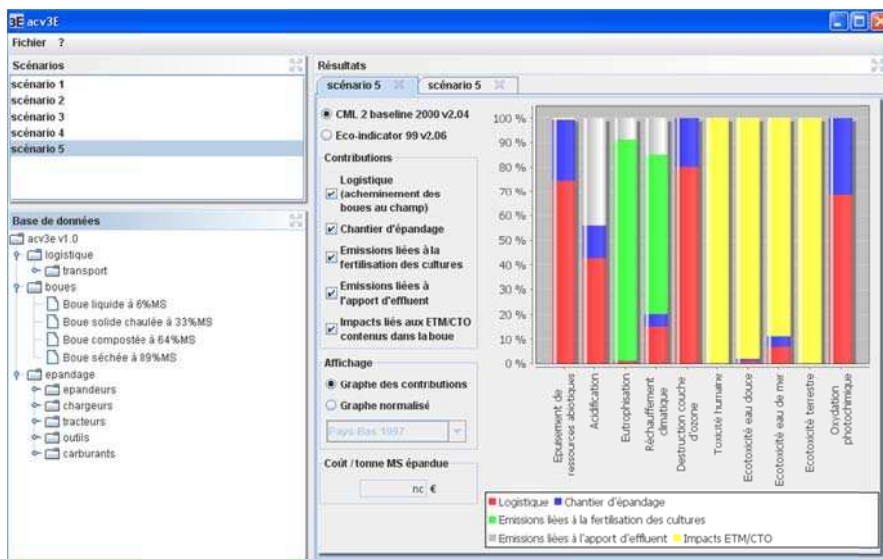 3E acv3E
Fichier ?
Scénarios
scénario 1
scénario 2
scénario 3
scénario 4
scénario 5
Base de données
acv3e v1.0
logistique
transport
boues
Boue liquide à 6%MS
Boue solide chaulée à 33%MS
Boue compostée à 64%MS
Boue séchée à 89%MS
epandage
epandeurs
chargeurs
tracteurs
outils
carburants
Résultats
scénario 5
scénario 5
CML 2 baseline 2000 v2.04
Eco-indicator 99 v2.06
Contributions
Logistique
(acheminement des
boues au champ)
Chantier d'épandage
Emissions liées à la
fertilisation des cultures
Emissions liées à
l'apport d'effluent
Impacts liés aux ETM/CTO
contenus dans la boue
Affichage
Graphe des contributions
Graphe normalisé
Pays-Bas 1997
Coût / tonne MS épandue
nc €
100 %
90 %
80 %
70 %
60 %
50 %
40 %
30 %
20 %
10 %
0 %
Epuisement de
ressources abiotiques
Acidification
Eutrophisation
Réchauffement
climatique
Destruction couche
d'ozone
Toxicité humaine
Ecotoxicité eau douce
Ecotoxicité eau de mer
Ecotoxicité terrestre
Oxydation
photochimique
Logistique Chantier d'épandage
Emissions liées à la fertilisation des cultures
Emissions liées à l'apport d'effluent Impacts ETM/CTO